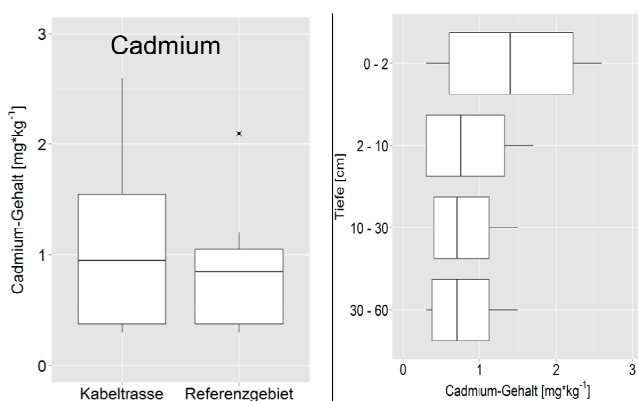 Cadmium
Cadmium-Gehalt [mg*kg⁻¹]
3
2
1
0
Kabeltrasse Referenzgebiet
Tiefe [cm]
0 - 2
2 - 10
10 - 30
30 - 60
0 1 2 3
Cadmium-Gehalt [mg*kg⁻¹]